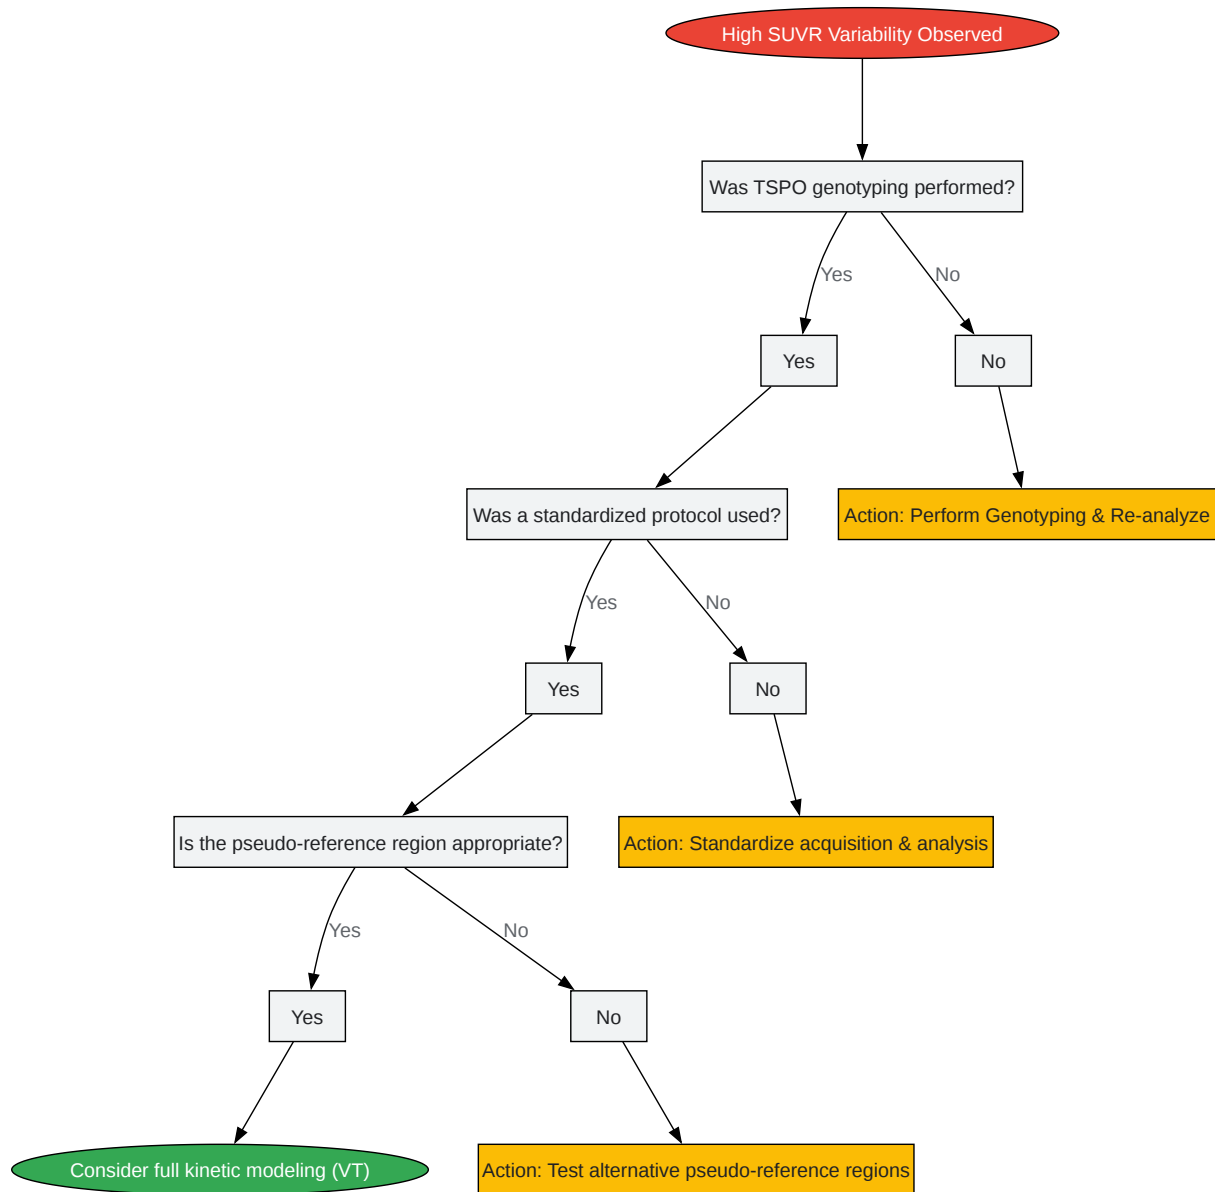 High SUVR Variability Observed
Was TSPO genotyping performed?
Yes
No
Yes
No
Was a standardized protocol used?
Action: Perform Genotyping & Re-analyze
Yes
No
Yes
No
Is the pseudo-reference region appropriate?
Action: Standardize acquisition & analysis
Yes
No
Yes
No
Consider full kinetic modeling (VT)
Action: Test alternative pseudo-reference regions